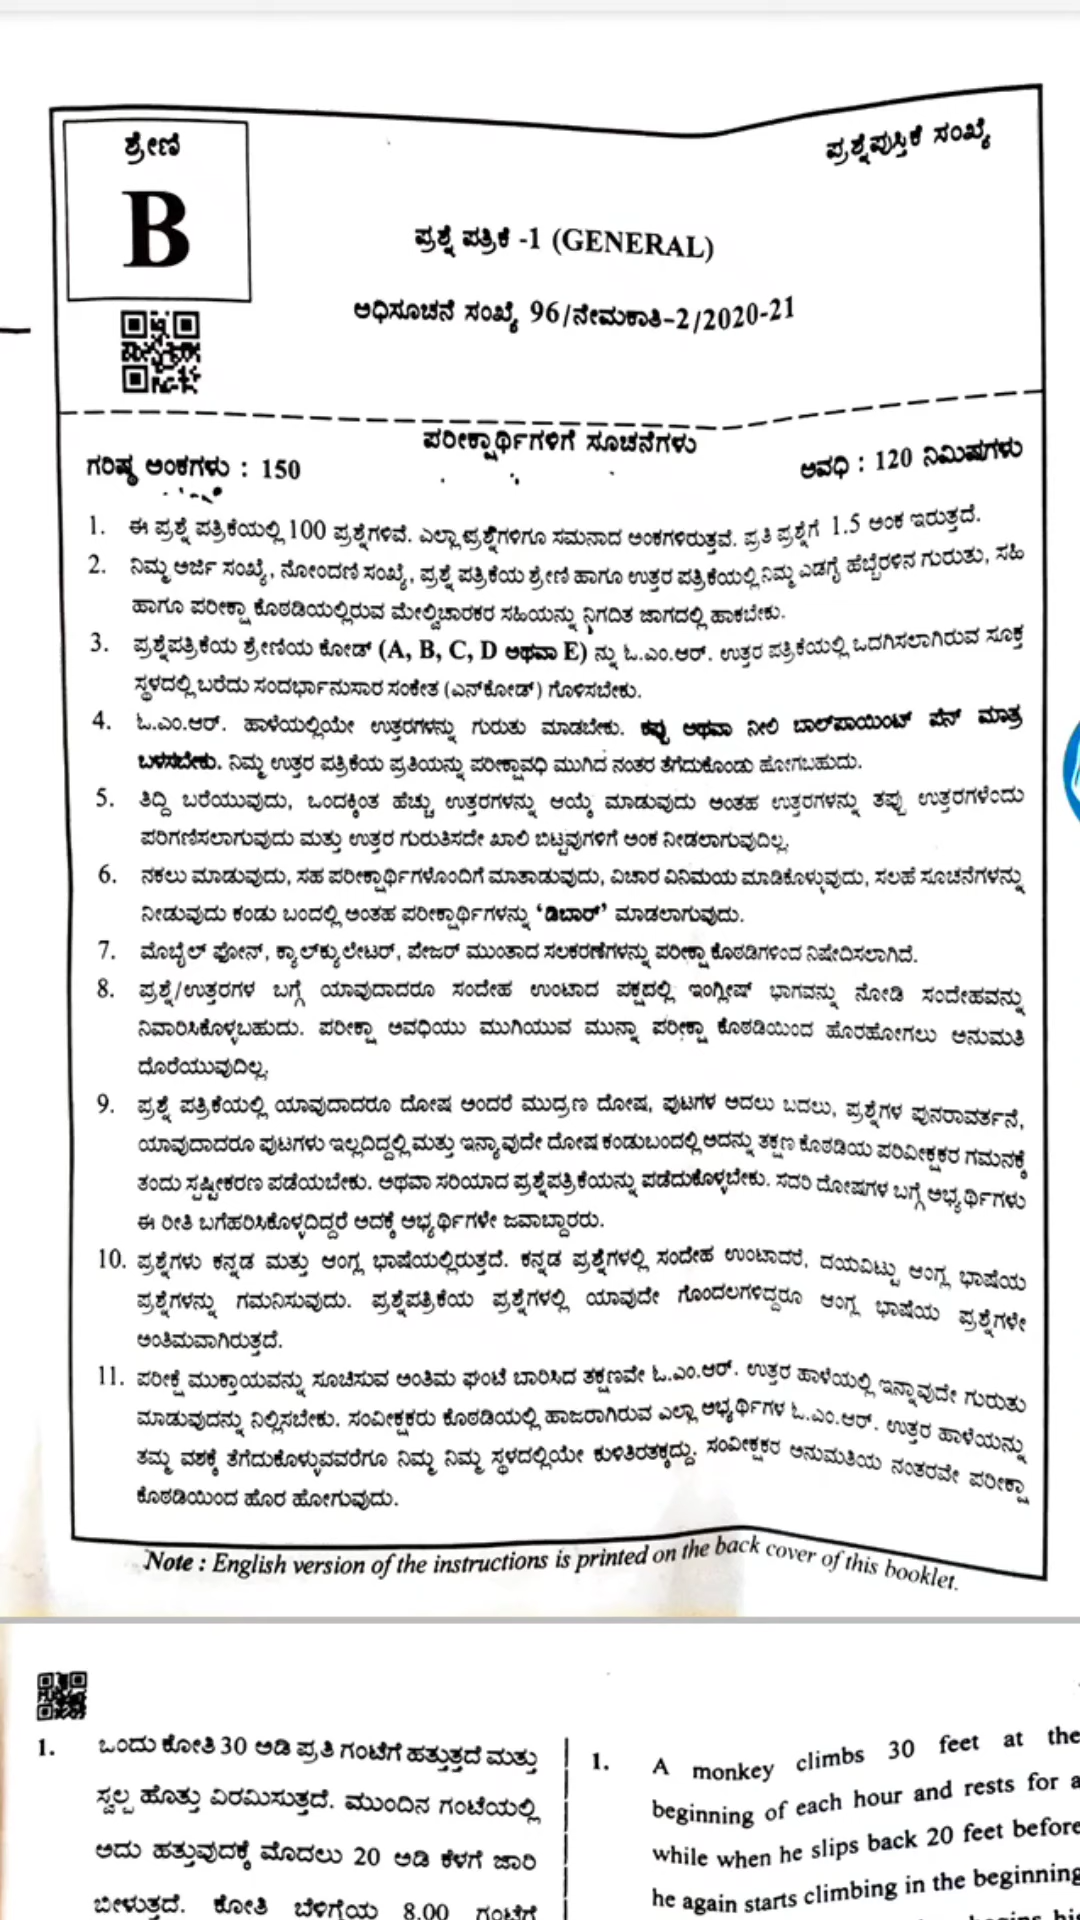 ಶ್ರೇಣಿ
B
ಪ್ರಶ್ನೆಪುಸ್ತಿಕೆ ಸಂಖ್ಯೆ
ಪ್ರಶ್ನೆ ಪತ್ರಿಕೆ -1 (GENERAL)
ಅಧಿಸೂಚನೆ ಸಂಖ್ಯೆ 96/ನೇಮಕಾತಿ-2/2020-21
ಪರೀಕ್ಷಾರ್ಥಿಗಳಿಗೆ ಸೂಚನೆಗಳು
ಗರಿಷ್ಠ ಅಂಕಗಳು : 150
ಅವಧಿ : 120 ನಿಮಿಷಗಳು
1. ಈ ಪ್ರಶ್ನೆ ಪತ್ರಿಕೆಯಲ್ಲಿ 100 ಪ್ರಶ್ನೆಗಳಿವೆ. ಎಲ್ಲಾ ಪ್ರಶ್ನೆಗಳಿಗೂ ಸಮನಾದ ಅಂಕಗಳಿರುತ್ತವೆ. ಪ್ರತಿ ಪ್ರಶ್ನೆಗೆ 1.5 ಅಂಕ ಇರುತ್ತದೆ.
2. ನಿಮ್ಮ ಅರ್ಜಿ ಸಂಖ್ಯೆ, ನೋಂದಣಿ ಸಂಖ್ಯೆ, ಪ್ರಶ್ನೆ ಪತ್ರಿಕೆಯ ಶ್ರೇಣಿ ಹಾಗೂ ಉತ್ತರ ಪತ್ರಿಕೆಯಲ್ಲಿ ನಿಮ್ಮ ಎಡಗೈ ಹೆಬ್ಬೆರಳಿನ ಗುರುತು, ಸಹಿ
ಹಾಗೂ ಪರೀಕ್ಷಾ ಕೊಠಡಿಯಲ್ಲಿರುವ ಮೇಲ್ವಿಚಾರಕರ ಸಹಿಯನ್ನು ನಿಗದಿತ ಜಾಗದಲ್ಲಿ ಹಾಕಬೇಕು.
3. ಪ್ರಶ್ನೆಪತ್ರಿಕೆಯ ಶ್ರೇಣಿಯ ಕೋಡ್ (A, B, C, D ಅಥವಾ E) ನ್ನು ಓ.ಎಂ.ಆರ್. ಉತ್ತರ ಪತ್ರಿಕೆಯಲ್ಲಿ ಒದಗಿಸಲಾಗಿರುವ ಸೂಕ್ತ
ಸ್ಥಳದಲ್ಲಿ ಬರೆದು ಸಂದರ್ಭಾನುಸಾರ ಸಂಕೇತ (ಎನ್‌ಕೋಡ್) ಗೊಳಿಸಬೇಕು.
4. ಓ.ಎಂ.ಆರ್. ಹಾಳೆಯಲ್ಲಿಯೇ ಉತ್ತರಗಳನ್ನು ಗುರುತು ಮಾಡಬೇಕು. ಕಪ್ಪು ಅಥವಾ ನೀಲಿ ಬಾಲ್‌ಪಾಯಿಂಟ್ ಪೆನ್ ಮಾತ್ರ
ಬಳಸಬೇಕು. ನಿಮ್ಮ ಉತ್ತರ ಪತ್ರಿಕೆಯ ಪ್ರತಿಯನ್ನು ಪರೀಕ್ಷಾವಧಿ ಮುಗಿದ ನಂತರ ತೆಗೆದುಕೊಂಡು ಹೋಗಬಹುದು.
5. ತಿದ್ದಿ ಬರೆಯುವುದು, ಒಂದಕ್ಕಿಂತ ಹೆಚ್ಚು ಉತ್ತರಗಳನ್ನು ಆಯ್ಕೆ ಮಾಡುವುದು ಅಂತಹ ಉತ್ತರಗಳನ್ನು ತಪ್ಪು ಉತ್ತರಗಳೆಂದು
ಪರಿಗಣಿಸಲಾಗುವುದು ಮತ್ತು ಉತ್ತರ ಗುರುತಿಸದೇ ಖಾಲಿ ಬಿಟ್ಟವುಗಳಿಗೆ ಅಂಕ ನೀಡಲಾಗುವುದಿಲ್ಲ.
6. ನಕಲು ಮಾಡುವುದು, ಸಹ ಪರೀಕ್ಷಾರ್ಥಿಗಳೊಂದಿಗೆ ಮಾತಾಡುವುದು, ವಿಚಾರ ವಿನಿಮಯ ಮಾಡಿಕೊಳ್ಳುವುದು, ಸಲಹೆ ಸೂಚನೆಗಳನ್ನು
ನೀಡುವುದು ಕಂಡು ಬಂದಲ್ಲಿ ಅಂತಹ ಪರೀಕ್ಷಾರ್ಥಿಗಳನ್ನು ‘ಡಿಬಾರ್’ ಮಾಡಲಾಗುವುದು.
7. ಮೊಬೈಲ್ ಫೋನ್, ಕ್ಯಾಲ್‌ಕ್ಯುಲೇಟರ್, ಪೇಜರ್ ಮುಂತಾದ ಸಲಕರಣೆಗಳನ್ನು ಪರೀಕ್ಷಾ ಕೊಠಡಿಗಳಿಂದ ನಿಷೇಧಿಸಲಾಗಿದೆ.
8. ಪ್ರಶ್ನೆ/ಉತ್ತರಗಳ ಬಗ್ಗೆ ಯಾವುದಾದರೂ ಸಂದೇಹ ಉಂಟಾದ ಪಕ್ಷದಲ್ಲಿ ಇಂಗ್ಲೀಷ್ ಭಾಗವನ್ನು ನೋಡಿ ಸಂದೇಹವನ್ನು
ನಿವಾರಿಸಿಕೊಳ್ಳಬಹುದು. ಪರೀಕ್ಷಾ ಅವಧಿಯು ಮುಗಿಯುವ ಮುನ್ನಾ ಪರೀಕ್ಷಾ ಕೊಠಡಿಯಿಂದ ಹೊರಹೋಗಲು ಅನುಮತಿ
ದೊರೆಯುವುದಿಲ್ಲ.
9. ಪ್ರಶ್ನೆ ಪತ್ರಿಕೆಯಲ್ಲಿ ಯಾವುದಾದರೂ ದೋಷ ಅಂದರೆ ಮುದ್ರಣ ದೋಷ, ಪುಟಗಳ ಅದಲು ಬದಲು, ಪ್ರಶ್ನೆಗಳ ಪುನರಾವರ್ತನೆ,
ಯಾವುದಾದರೂ ಪುಟಗಳು ಇಲ್ಲದಿದ್ದಲ್ಲಿ ಮತ್ತು ಇನ್ಯಾವುದೇ ದೋಷ ಕಂಡುಬಂದಲ್ಲಿ ಅದನ್ನು ತಕ್ಷಣ ಕೊಠಡಿಯ ಪರಿವೀಕ್ಷಕರ ಗಮನಕ್ಕೆ
ತಂದು ಸ್ಪಷ್ಟೀಕರಣ ಪಡೆಯಬೇಕು. ಅಥವಾ ಸರಿಯಾದ ಪ್ರಶ್ನೆಪತ್ರಿಕೆಯನ್ನು ಪಡೆದುಕೊಳ್ಳಬೇಕು. ಸದರಿ ದೋಷಗಳ ಬಗ್ಗೆ ಅಭ್ಯರ್ಥಿಗಳು
ಈ ರೀತಿ ಬಗೆಹರಿಸಿಕೊಳ್ಳದಿದ್ದರೆ ಅದಕ್ಕೆ ಅಭ್ಯರ್ಥಿಗಳೇ ಜವಾಬ್ದಾರರು.
10. ಪ್ರಶ್ನೆಗಳು ಕನ್ನಡ ಮತ್ತು ಆಂಗ್ಲ ಭಾಷೆಯಲ್ಲಿರುತ್ತದೆ. ಕನ್ನಡ ಪ್ರಶ್ನೆಗಳಲ್ಲಿ ಸಂದೇಹ ಉಂಟಾದರೆ, ದಯವಿಟ್ಟು ಆಂಗ್ಲ ಭಾಷೆಯ
ಪ್ರಶ್ನೆಗಳನ್ನು ಗಮನಿಸುವುದು. ಪ್ರಶ್ನೆಪತ್ರಿಕೆಯ ಪ್ರಶ್ನೆಗಳಲ್ಲಿ ಯಾವುದೇ ಗೊಂದಲಗಳಿದ್ದರೂ ಆಂಗ್ಲ ಭಾಷೆಯ ಪ್ರಶ್ನೆಗಳೇ
ಅಂತಿಮವಾಗಿರುತ್ತದೆ.
11. ಪರೀಕ್ಷೆ ಮುಕ್ತಾಯವನ್ನು ಸೂಚಿಸುವ ಅಂತಿಮ ಘಂಟೆ ಬಾರಿಸಿದ ತಕ್ಷಣವೇ ಓ.ಎಂ.ಆರ್. ಉತ್ತರ ಹಾಳೆಯಲ್ಲಿ ಇನ್ನಾವುದೇ ಗುರುತು
ಮಾಡುವುದನ್ನು ನಿಲ್ಲಿಸಬೇಕು. ಸಂವೀಕ್ಷಕರು ಕೊಠಡಿಯಲ್ಲಿ ಹಾಜರಾಗಿರುವ ಎಲ್ಲಾ ಅಭ್ಯರ್ಥಿಗಳ ಓ.ಎಂ.ಆರ್. ಉತ್ತರ ಹಾಳೆಯನ್ನು
ತಮ್ಮ ವಶಕ್ಕೆ ತೆಗೆದುಕೊಳ್ಳುವವರೆಗೂ ನಿಮ್ಮ ನಿಮ್ಮ ಸ್ಥಳದಲ್ಲಿಯೇ ಕುಳಿತಿರತಕ್ಕದ್ದು. ಸಂವೀಕ್ಷಕರ ಅನುಮತಿಯ ನಂತರವೇ ಪರೀಕ್ಷಾ
ಕೊಠಡಿಯಿಂದ ಹೊರ ಹೋಗುವುದು.
Note : English version of the instructions is printed on the back cover of this booklet.
1. ಒಂದು ಕೋತಿ 30 ಅಡಿ ಪ್ರತಿ ಗಂಟೆಗೆ ಹತ್ತುತ್ತದೆ ಮತ್ತು
ಸ್ವಲ್ಪ ಹೊತ್ತು ವಿರಮಿಸುತ್ತದೆ. ಮುಂದಿನ ಗಂಟೆಯಲ್ಲಿ
ಅದು ಹತ್ತುವುದಕ್ಕೆ ಮೊದಲು 20 ಅಡಿ ಕೆಳಗೆ ಜಾರಿ
ಬೀಳುತ್ತದೆ. ಕೋತಿ ಬೆಳಿಗ್ಗೆಯ 8.00 ಗಂಟೆಗೆ
1. A monkey climbs 30 feet at the
beginning of each hour and rests for a
while when he slips back 20 feet before
he again starts climbing in the beginning